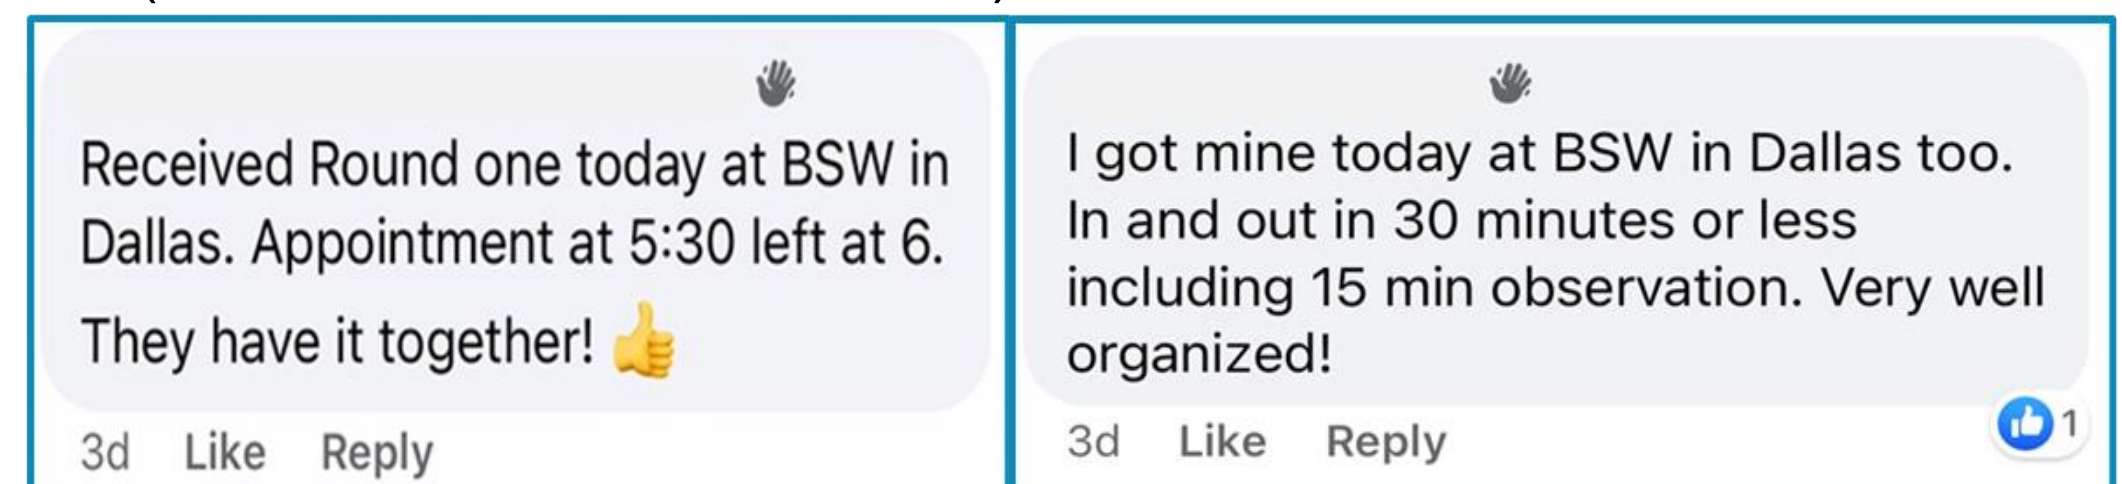 Received Round one today at BSW in
Dallas. Appointment at 5:30 left at 6.
They have it together! 👍
3d Like Reply
I got mine today at BSW in Dallas too.
In and out in 30 minutes or less
including 15 min observation. Very well
organized!
1
3d Like Reply